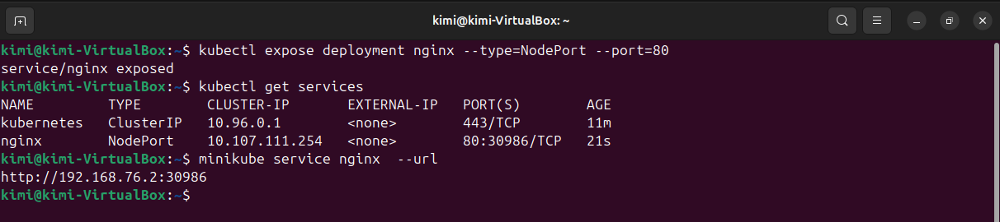 kimi@kimi-VirtualBox: ~
kimi@kimi-VirtualBox:~$ kubectl expose deployment nginx --type=NodePort --port=80
service/nginx exposed
kimi@kimi-VirtualBox:~$ kubectl get services
NAME         TYPE        CLUSTER-IP       EXTERNAL-IP   PORT(S)        AGE
kubernetes   ClusterIP   10.96.0.1        <none>        443/TCP        11m
nginx        NodePort    10.107.111.254   <none>        80:30986/TCP   21s
kimi@kimi-VirtualBox:~$ minikube service nginx  --url
http://192.168.76.2:30986
kimi@kimi-VirtualBox:~$